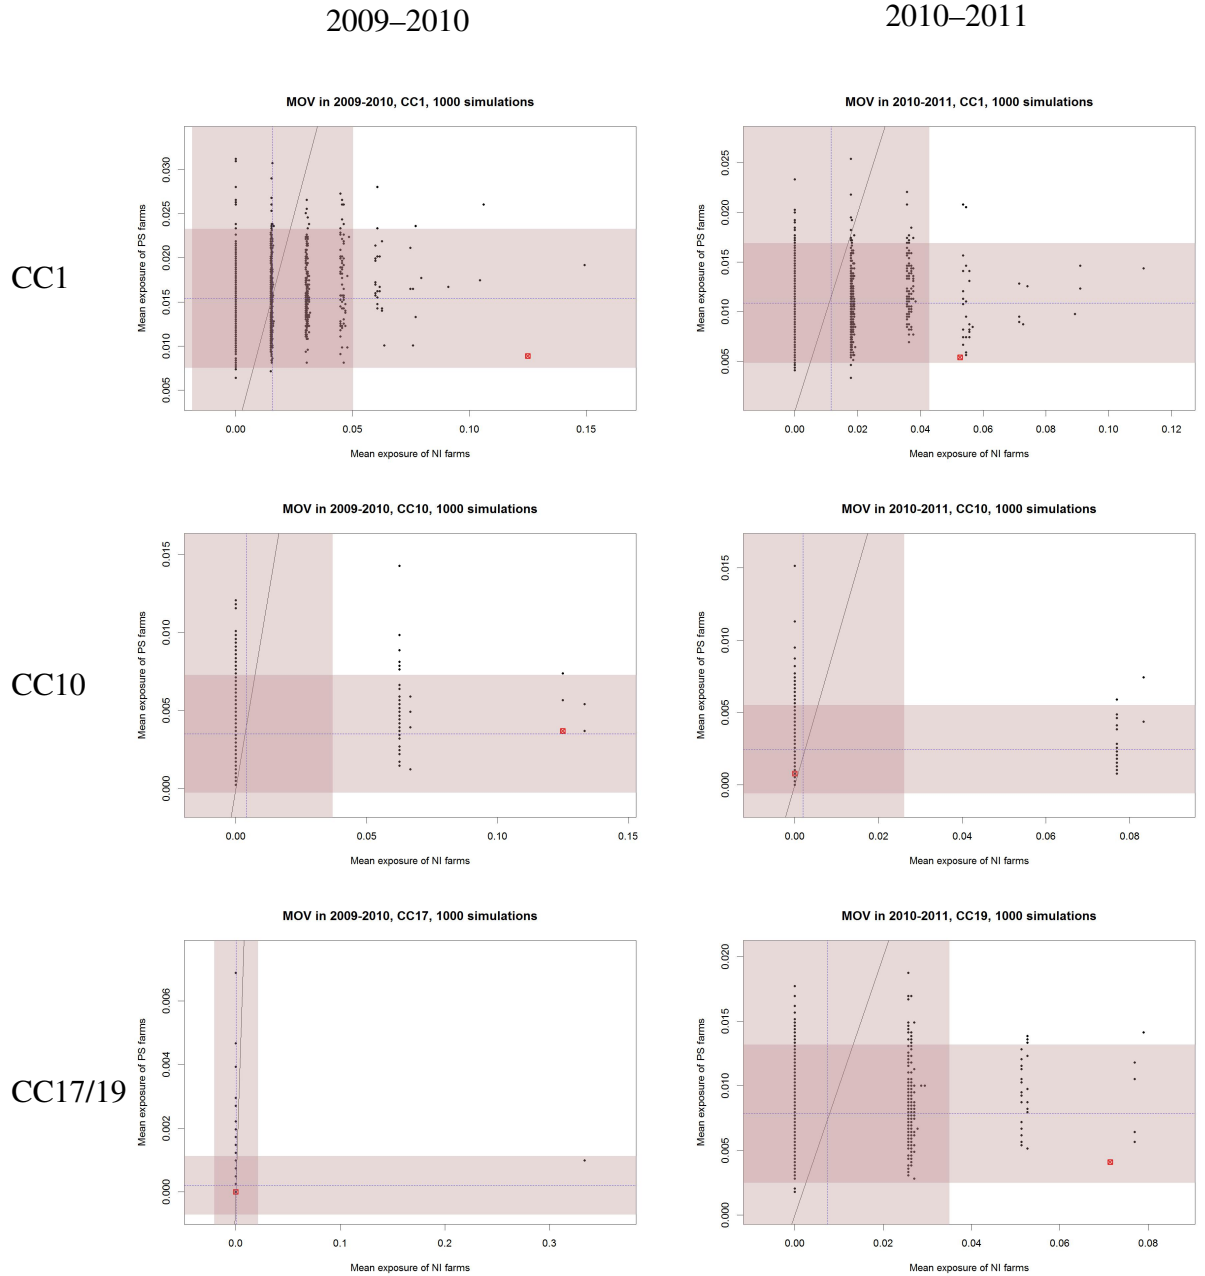 2009–2010
2010–2011
CC1
MOV in 2009-2010, CC1, 1000 simulations
Mean exposure of PS farms
0.030
0.025
0.020
0.015
0.010
0.005
0.00 0.05 0.10 0.15
Mean exposure of NI farms
MOV in 2010-2011, CC1, 1000 simulations
Mean exposure of PS farms
0.025
0.020
0.015
0.010
0.005
0.00 0.02 0.04 0.06 0.08 0.10 0.12
Mean exposure of NI farms
CC10
MOV in 2009-2010, CC10, 1000 simulations
Mean exposure of PS farms
0.015
0.010
0.005
0.000
0.00 0.05 0.10 0.15
Mean exposure of NI farms
MOV in 2010-2011, CC10, 1000 simulations
Mean exposure of PS farms
0.015
0.010
0.005
0.000
0.00 0.02 0.04 0.06 0.08
Mean exposure of NI farms
CC17/19
MOV in 2009-2010, CC17, 1000 simulations
Mean exposure of PS farms
0.006
0.004
0.002
0.000
0.0 0.1 0.2 0.3
Mean exposure of NI farms
MOV in 2010-2011, CC19, 1000 simulations
Mean exposure of PS farms
0.020
0.015
0.010
0.005
0.000
0.00 0.02 0.04 0.06 0.08
Mean exposure of NI farms